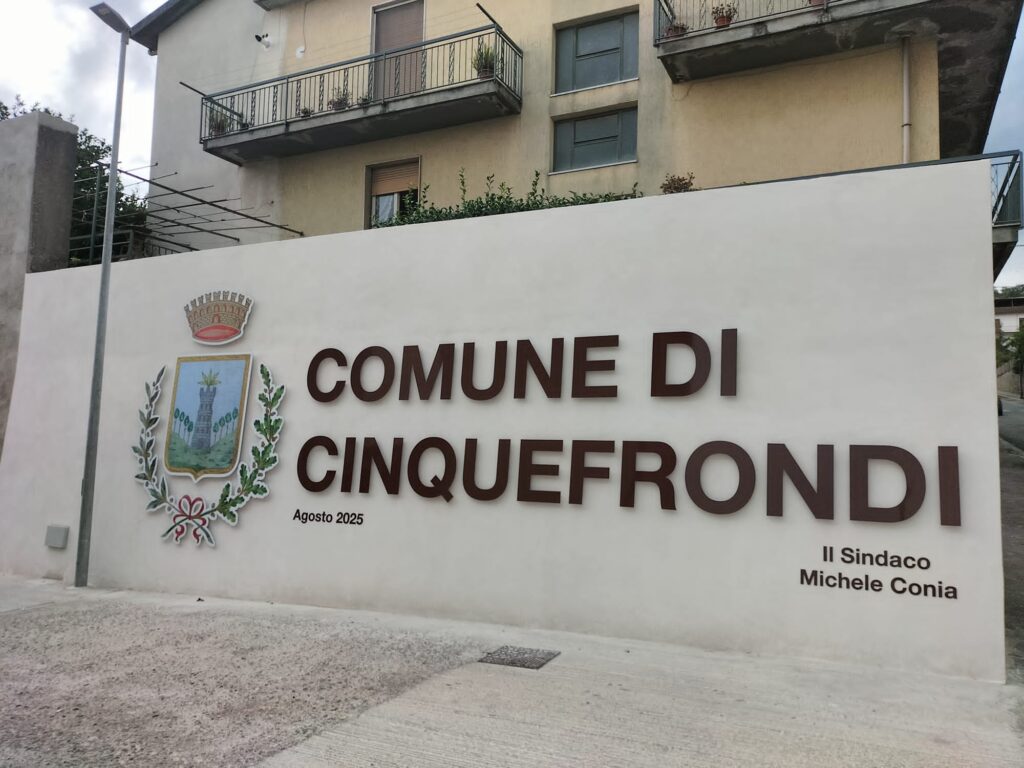 COMUNE DI
CINQUEFRONDI
Agosto 2025
Il Sindaco
Michele Conia